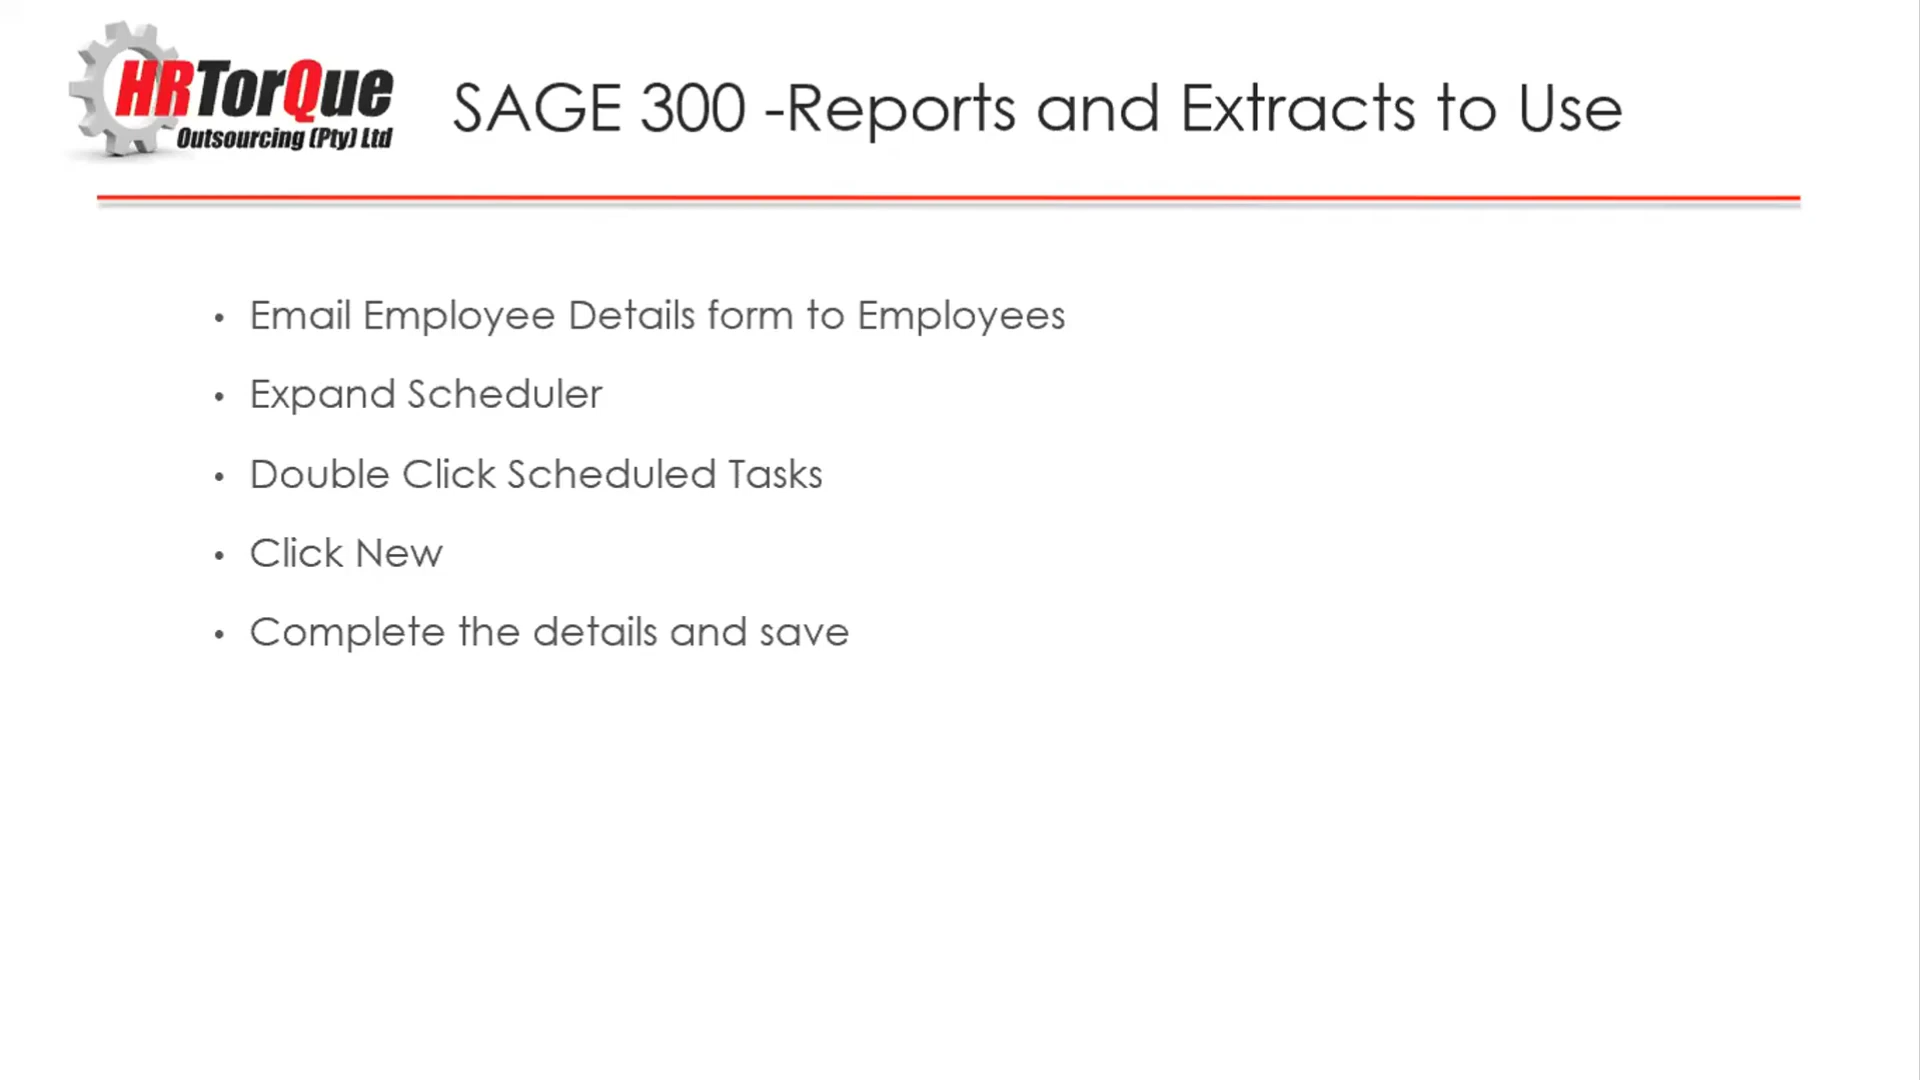 HRTorQue
Outsourcing (Pty) Ltd
SAGE 300 -Reports and Extracts to Use
• Email Employee Details form to Employees
• Expand Scheduler
• Double Click Scheduled Tasks
• Click New
• Complete the details and save